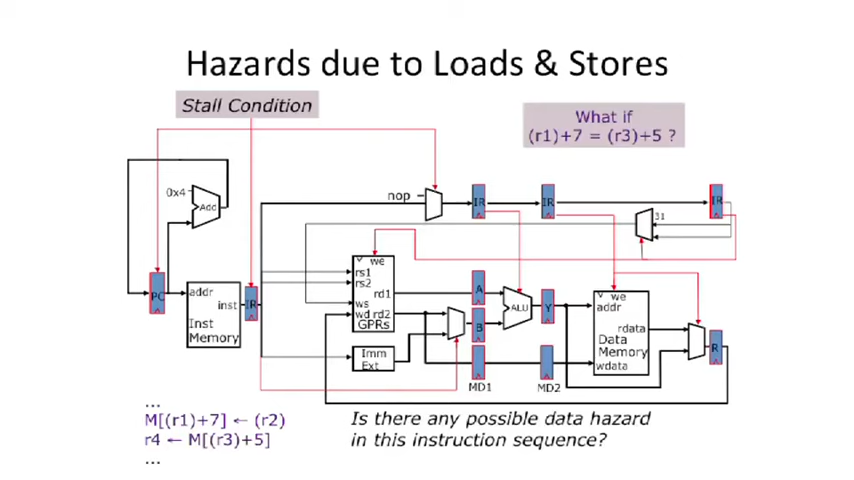 Hazards due to Loads & Stores
Stall Condition
What if
(r1)+7 = (r3)+5 ?
0x4
Add
nop
IR
IR
IR
31
we
rs1
rs2
rd1
ws
wd rd2
GPRs
A
B
ALU
Y
we
addr
rdata
Data
Memory
wdata
R
PC
addr
inst
Inst
Memory
IR
Imm
Ext
MD1
MD2
...
M[(r1)+7] ← (r2)
r4 ← M[(r3)+5]
...
Is there any possible data hazard
in this instruction sequence?